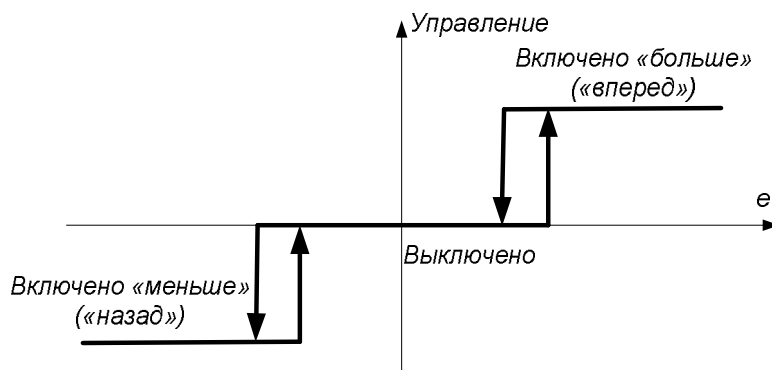 Управление
Включено «больше»
(«вперед»)
e
Выключено
Включено «меньше»
(«назад»)